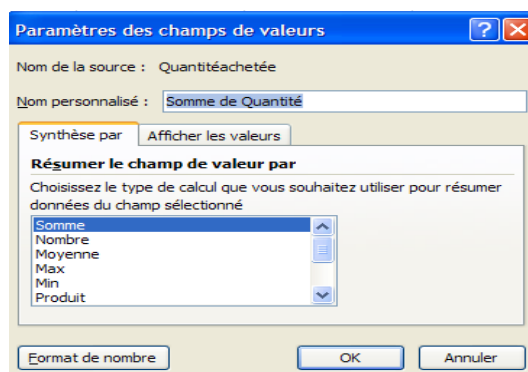 Paramètres des champs de valeurs
Nom de la source : Quantitéachetée
Nom personnalisé : Somme de Quantité
Synthèse par Afficher les valeurs
Résumer le champ de valeur par
Choisissez le type de calcul que vous souhaitez utiliser pour résumer
données du champ sélectionné
Somme
Nombre
Moyenne
Max
Min
Produit
Format de nombre OK Annuler